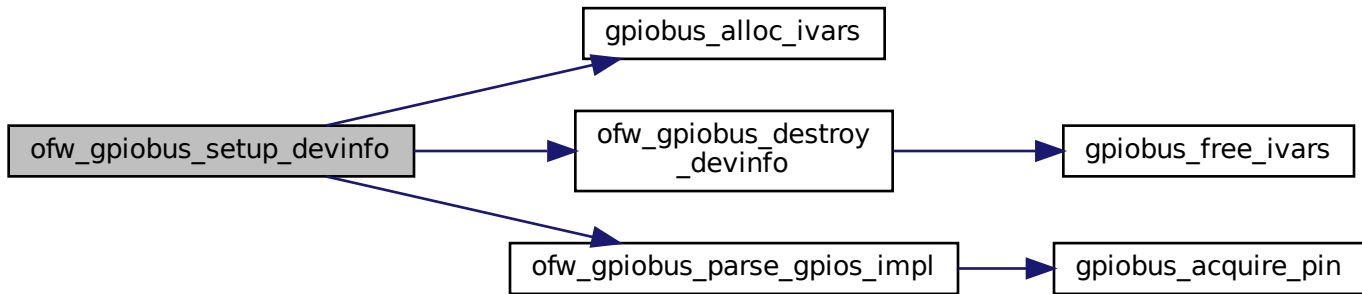 gpiobus_alloc_ivars
ofw_gpiobus_setup_devinfo
ofw_gpiobus_destroy
_devinfo
gpiobus_free_ivars
ofw_gpiobus_parse_gpios_impl
gpiobus_acquire_pin